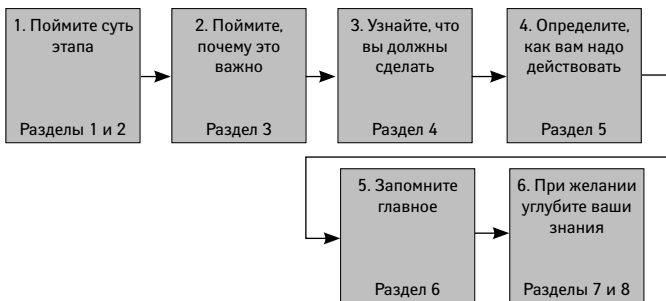 1. Поймите суть
этапа
Разделы 1 и 2
2. Поймите,
почему это
важно
Раздел 3
3. Узнайте, что
вы должны
сделать
Раздел 4
4. Определите,
как вам надо
действовать
Раздел 5
5. Запомните
главное
Раздел 6
6. При желании
углубите ваши
знания
Разделы 7 и 8